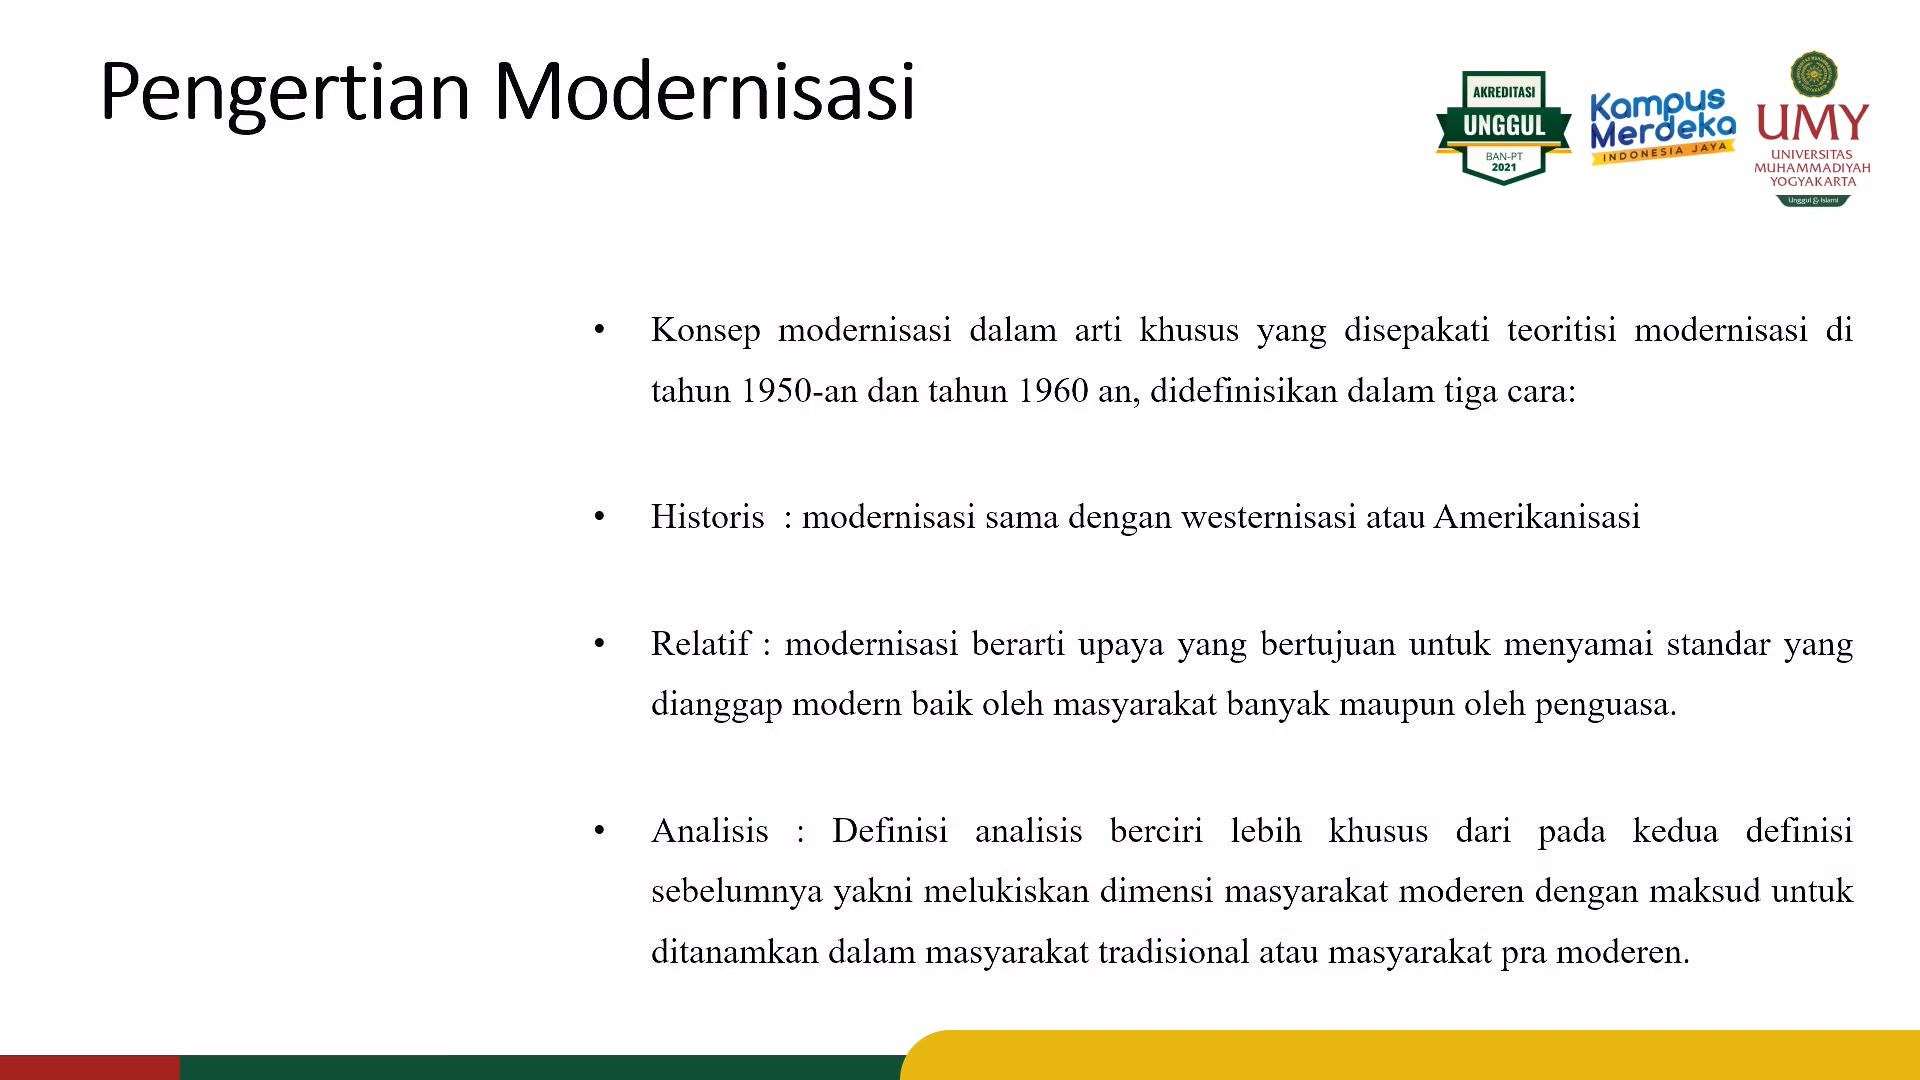 Pengertian Modernisasi
AKREDITASI
UNGGUL
BAN-PT
2021
Kampus
Merdeka
INDONESIA JAYA
UMY
UNIVERSITAS
MUHAMMADIYAH
YOGYAKARTA
Unggul & Islami
• Konsep modernisasi dalam arti khusus yang disepakati teoritisi modernisasi di
tahun 1950-an dan tahun 1960 an, didefinisikan dalam tiga cara:
• Historis : modernisasi sama dengan westernisasi atau Amerikanisasi
• Relatif : modernisasi berarti upaya yang bertujuan untuk menyamai standar yang
dianggap modern baik oleh masyarakat banyak maupun oleh penguasa.
• Analisis : Definisi analisis berciri lebih khusus dari pada kedua definisi
sebelumnya yakni melukiskan dimensi masyarakat moderen dengan maksud untuk
ditanamkan dalam masyarakat tradisional atau masyarakat pra moderen.